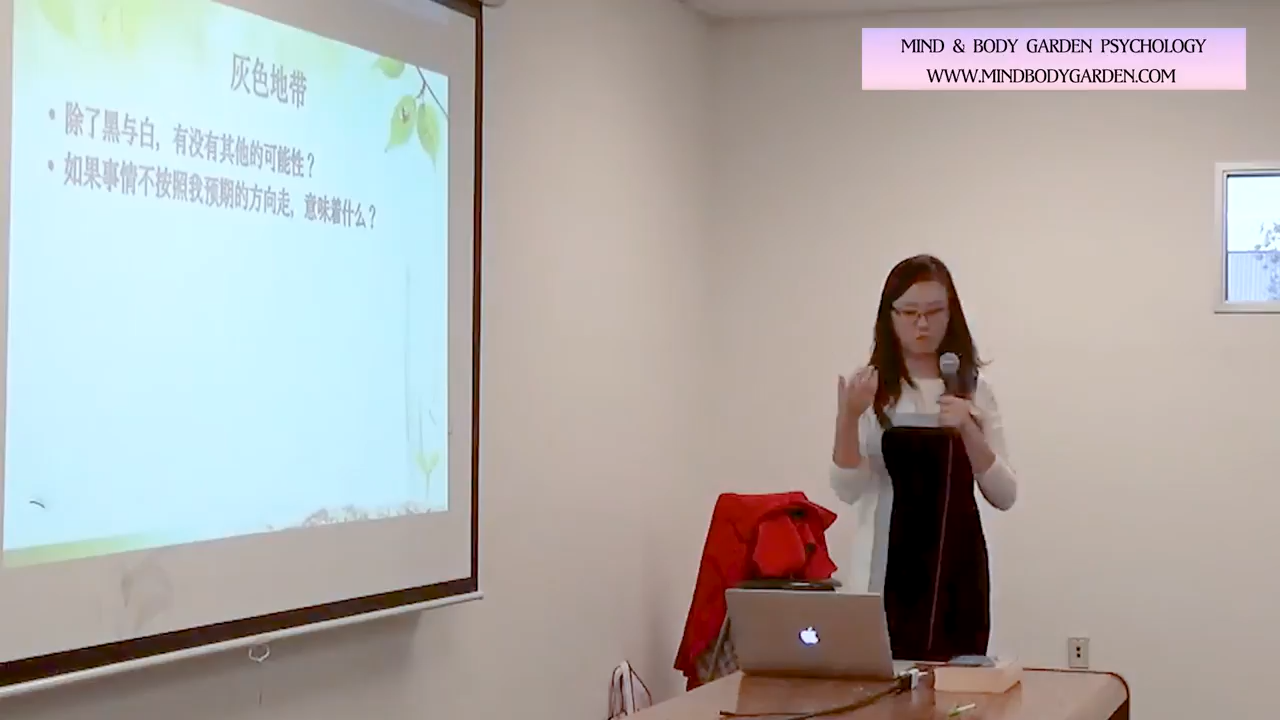 灰色地带
• 除了黑与白，有没有其他的可能性？
• 如果事情不按照我预期的方向走，意味着什么？
MIND & BODY GARDEN PSYCHOLOGY
WWW.MINDBODYGARDEN.COM